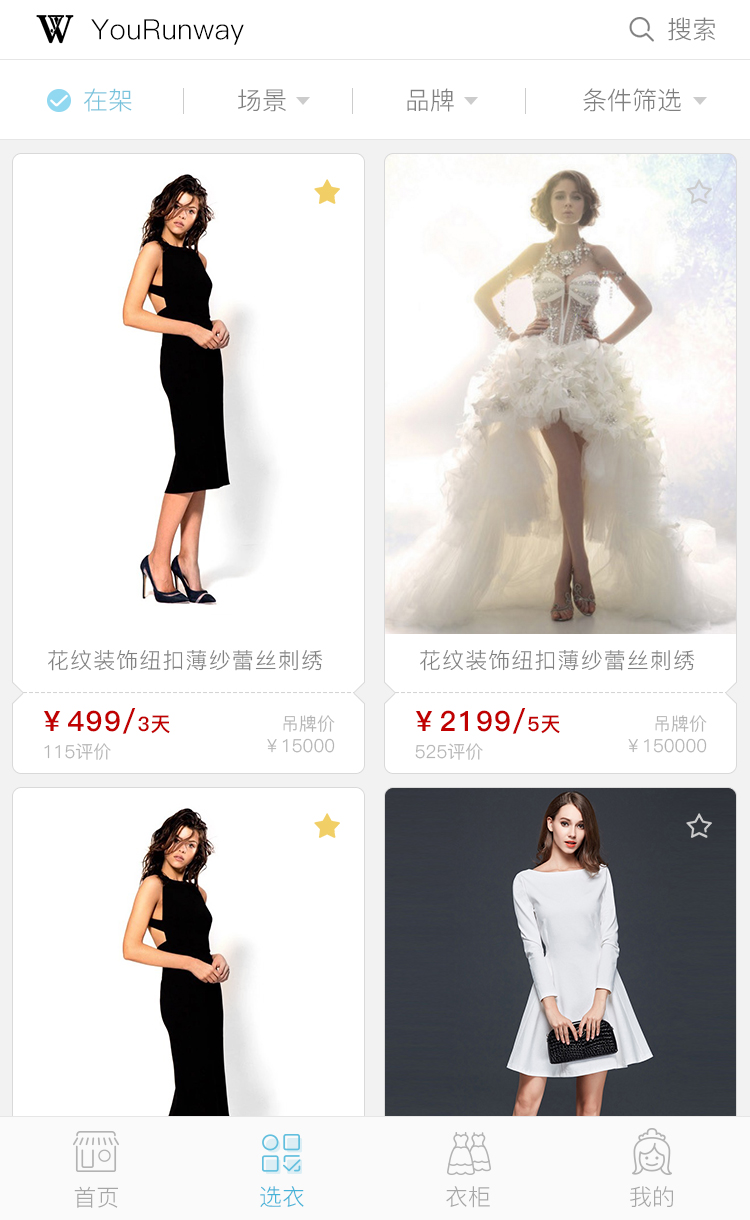 YouRunway
搜索
在架
场景
品牌
条件筛选
花纹装饰纽扣薄纱蕾丝刺绣
¥ 499/3天
吊牌价
115评价
¥ 15000
花纹装饰纽扣薄纱蕾丝刺绣
¥ 2199/5天
吊牌价
525评价
¥ 150000
首页
选衣
衣柜
我的